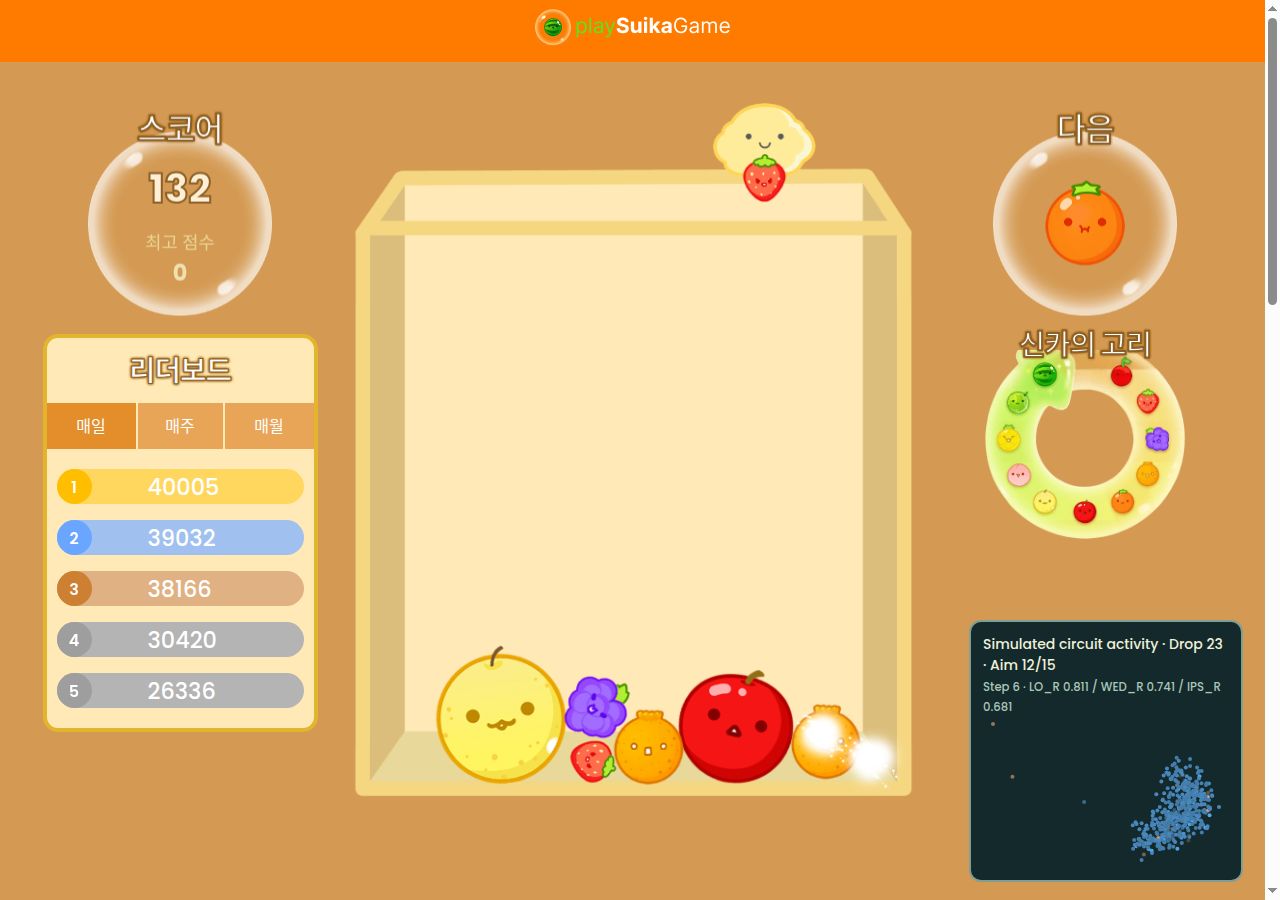 playSuikaGame
스코어
132
최고 점수
0
다음
신카의 고리
리더보드
매일 매주 매월
1 40005
2 39032
3 38166
4 30420
5 26336
Simulated circuit activity · Drop 23
· Aim 12/15
Step 6 · LO_R 0.811 / WED_R 0.741 / IPS_R
0.681